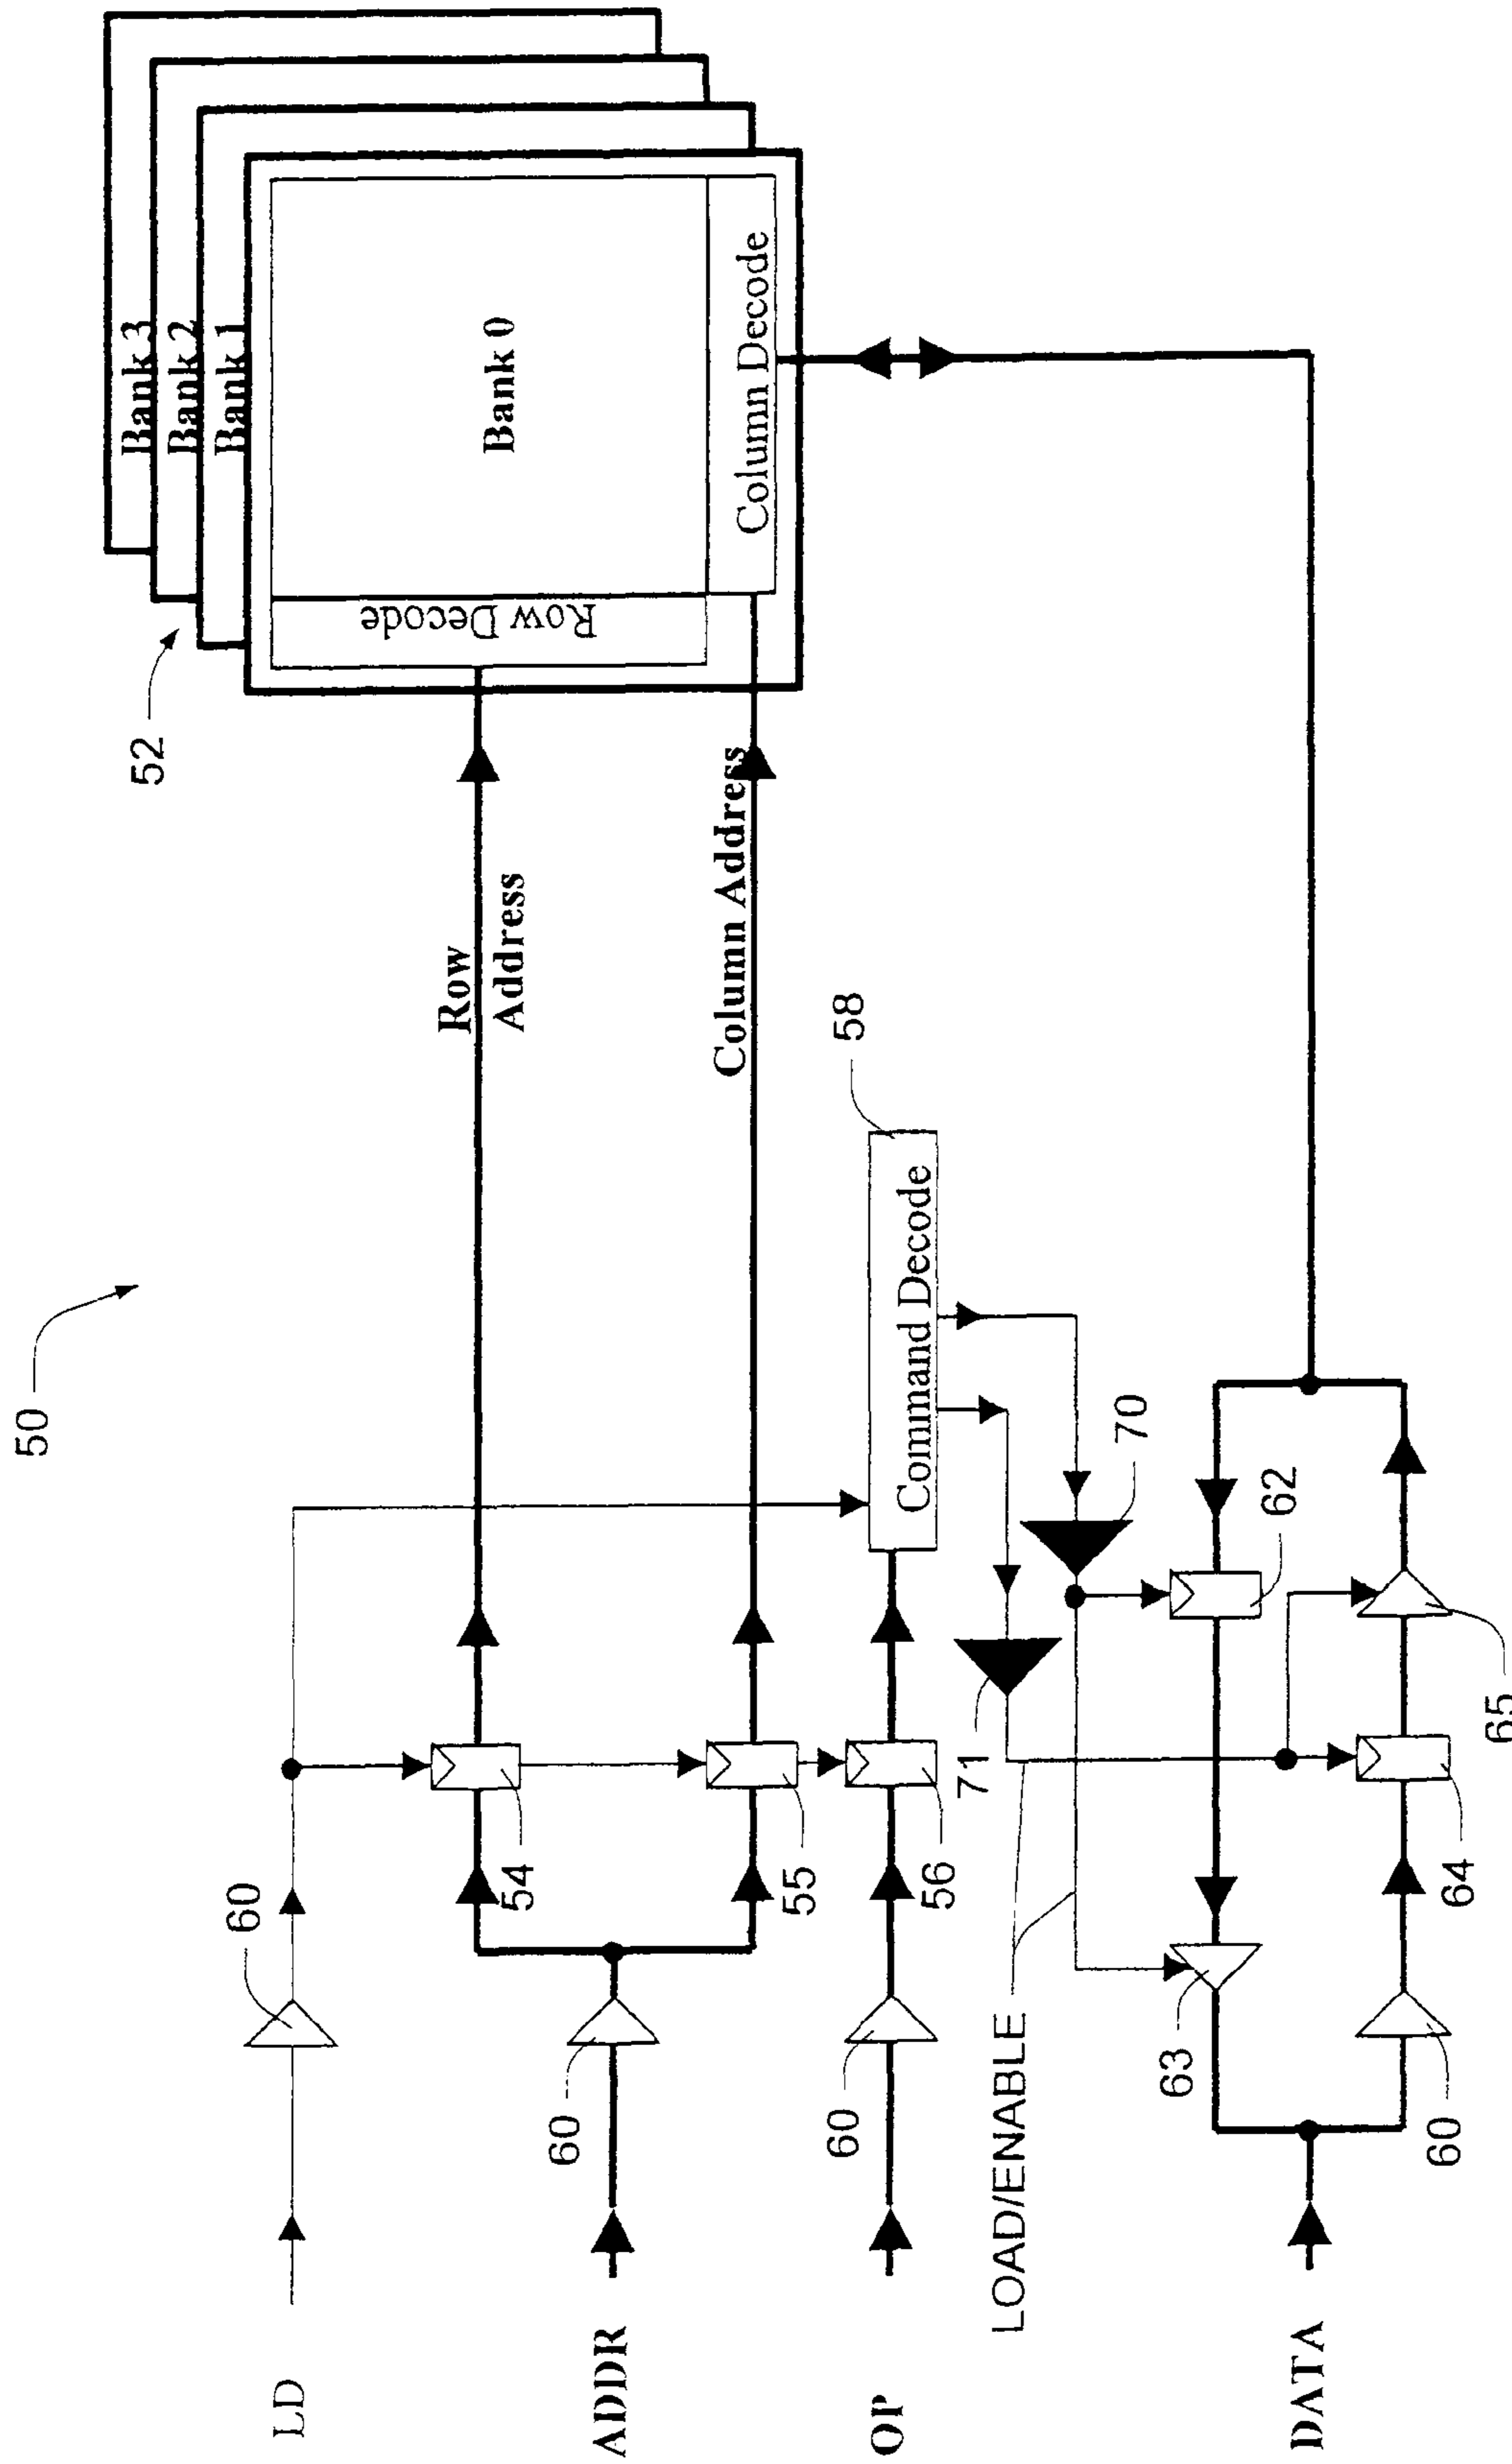 50
52
Bank 3
Bank 2
Bank 1
Bank 0
Row Decode
Column Decode
LD
60
54
Row
Address
ADDR
60
55
Column Address
OP
60
56
58
Command Decode
LOAD/ENABLE
71
70
DATA
63
62
60
64
65